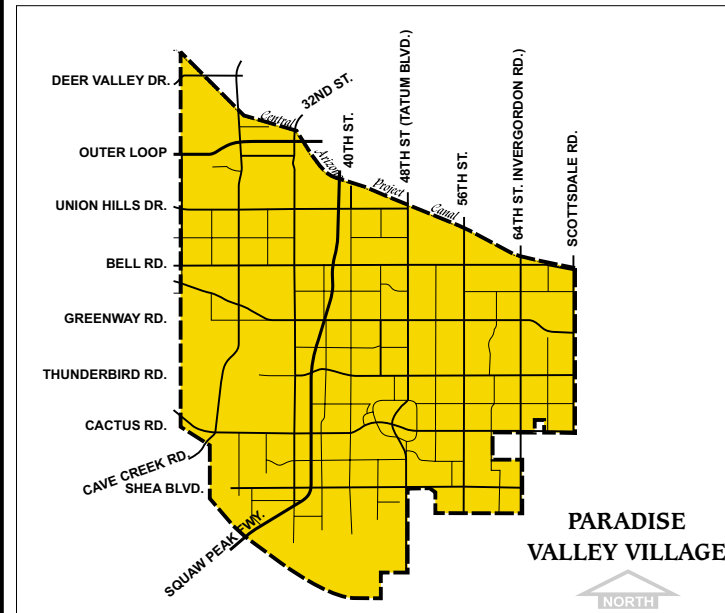 DEER VALLEY DR.
OUTER LOOP
UNION HILLS DR.
BELL RD.
GREENWAY RD.
THUNDERBIRD RD.
CACTUS RD.
CAVE CREEK RD.
SHEA BLVD.
SQUAW PEAK FWY.
Central
Arizona
Project
Canal
32ND ST.
40TH ST.
48TH ST (TATUM BLVD.)
56TH ST.
64TH ST. INVERGORDON RD.)
SCOTTSDALE RD.
PARADISE
VALLEY VILLAGE
NORTH